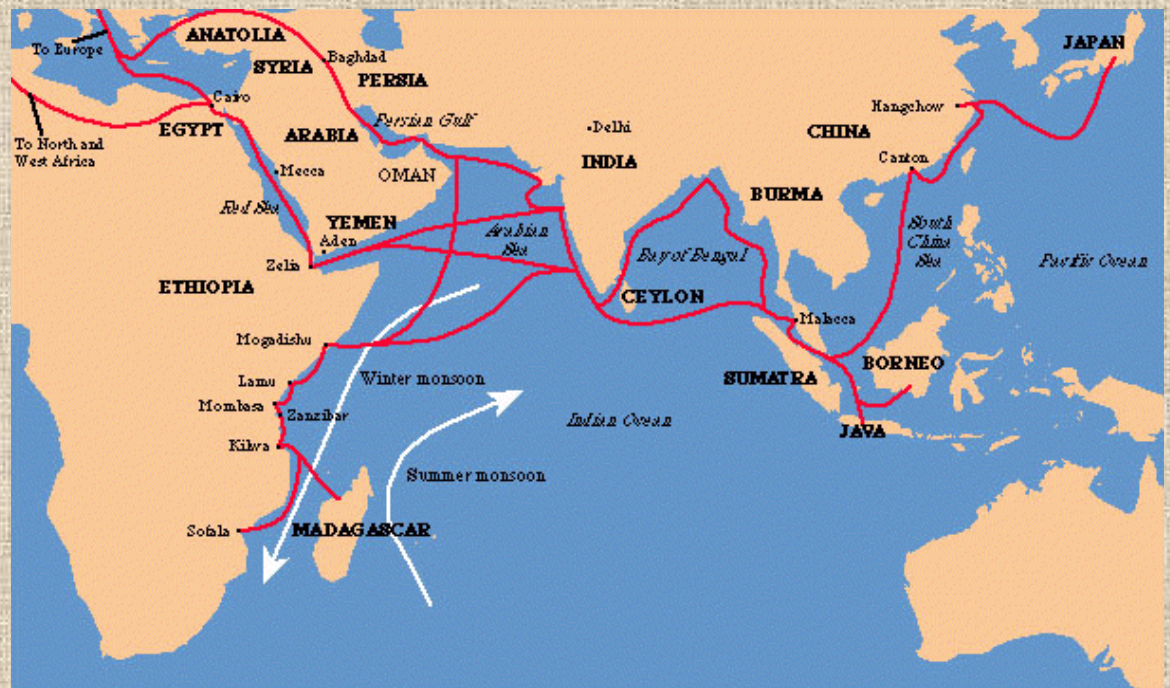 To Europe
ANATOLIA
SYRIA
Baghdad
PERSIA
JAPAN
Cairo
EGYPT
ARABIA
Persian Gulf
Delhi
Hangchow
CHINA
To North and
West Africa
Mecca
OMAN
INDIA
Canton
BURMA
Red Sea
YEMEN
Aden
Arabian
Sea
Bay of Bengal
South
China
Sea
Pacific Ocean
Zelia
ETHIOPIA
CEYLON
Malacca
Mogadishu
BORNEO
Lamu
Winter monsoon
SUMATRA
Mombasa
Zanzibar
Indian Ocean
JAVA
Kilwa
Summer monsoon
Sofala
MADAGASCAR